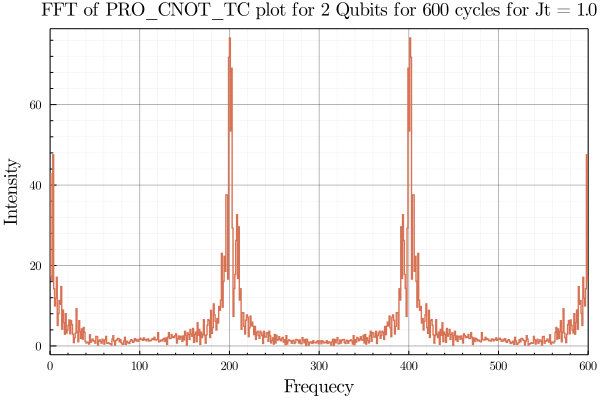 FFT of PRO_CNOT_TC plot for 2 Qubits for 600 cycles for Jt = 1.0
Intensity
60
40
20
0
0 100 200 300 400 500 600
Frequecy